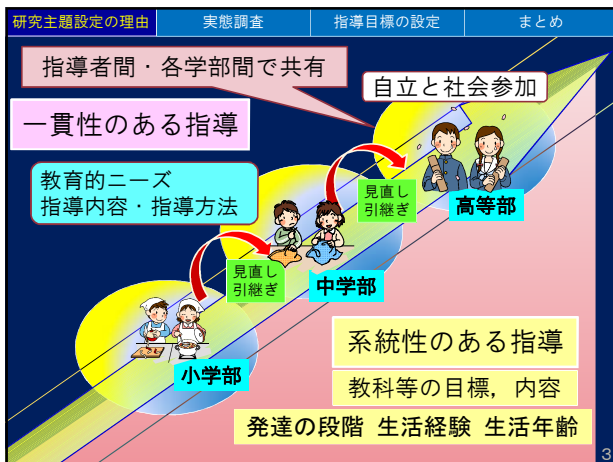 研究主題設定の理由
実態調査
指導目標の設定
まとめ
指導者間・各学部間で共有
自立と社会参加
一貫性のある指導
教育的ニーズ
指導内容・指導方法
見直し
引継ぎ
高等部
見直し
引継ぎ
中学部
小学部
系統性のある指導
教科等の目標，内容
発達の段階 生活経験 生活年齢
3